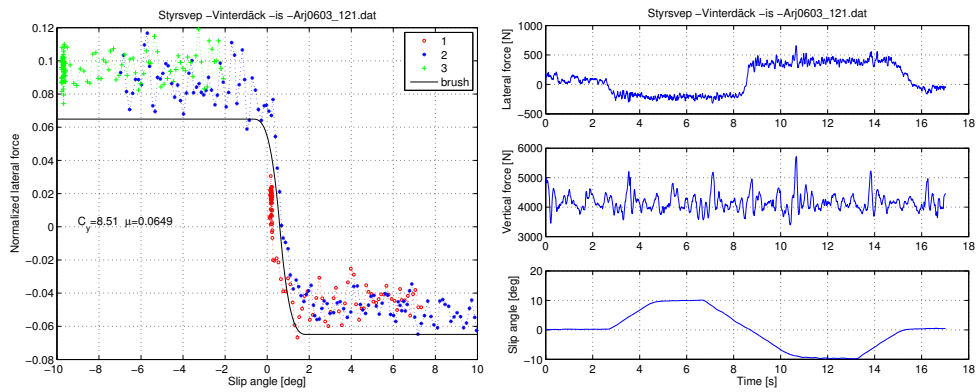 Styrsvep −Vinterdäck −is −Arj0603_121.dat
0.12
0.1
0.08
0.06
0.04
0.02
0
−0.02
−0.04
−0.06
−0.08
Normalized lateral force
1
2
3
brush
C_y=8.51 μ=0.0649
−10 −8 −6 −4 −2 0 2 4 6 8 10
Slip angle [deg]
Styrsvep −Vinterdäck −is −Arj0603_121.dat
Lateral force [N]
1000
500
0
−500
0 2 4 6 8 10 12 14 16 18
Vertical force [N]
6000
5000
4000
3000
0 2 4 6 8 10 12 14 16 18
Slip angle [deg]
20
10
0
−10
0 2 4 6 8 10 12 14 16 18
Time [s]